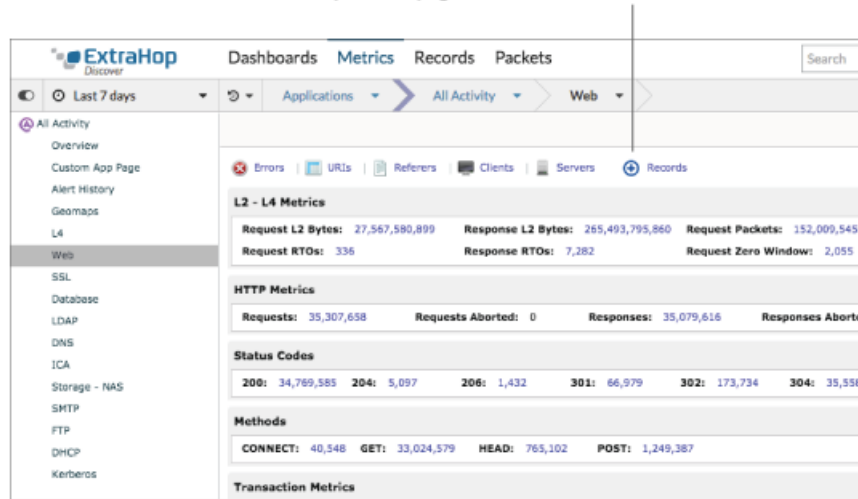 ExtraHop
Discover
Dashboards Metrics Records Packets
Search
Last 7 days
Applications All Activity Web
All Activity
Overview
Custom App Page
Alert History
Geomaps
L4
Web
SSL
Database
LDAP
DNS
ICA
Storage - NAS
SMTP
FTP
DHCP
Kerberos
Errors | URIs | Referers | Clients | Servers Records
L2 - L4 Metrics
Request L2 Bytes: 27,567,580,899 Response L2 Bytes: 265,493,795,860 Request Packets: 152,009,545
Request RTOs: 336 Response RTOs: 7,282 Request Zero Window: 2,055
HTTP Metrics
Requests: 35,307,658 Requests Aborted: 0 Responses: 35,079,616 Responses Abort
Status Codes
200: 34,769,585 204: 5,097 206: 1,432 301: 66,979 302: 173,734 304: 35,558
Methods
CONNECT: 40,548 GET: 33,024,579 HEAD: 765,102 POST: 1,249,387
Transaction Metrics